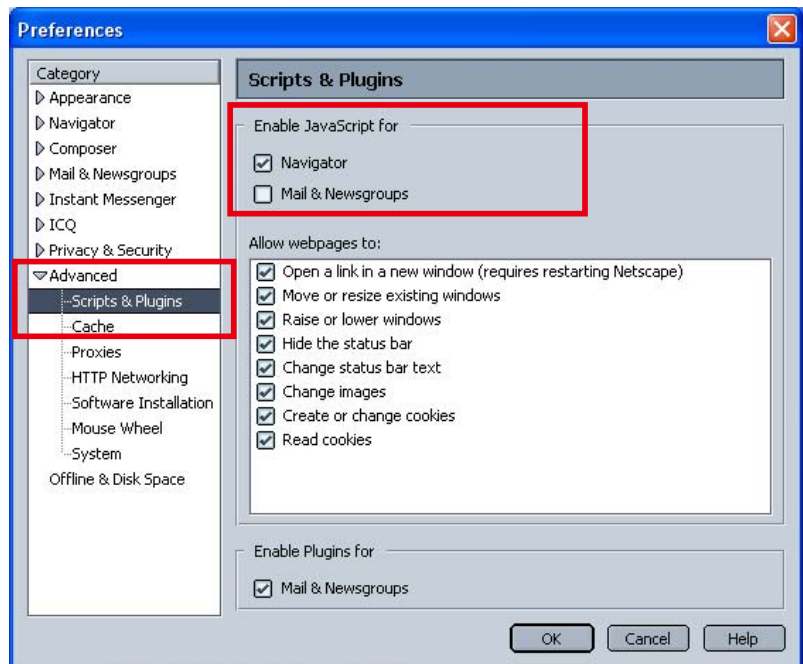 Preferences
Category
Appearance
Navigator
Composer
Mail & Newsgroups
Instant Messenger
ICQ
Privacy & Security
Advanced
Scripts & Plugins
Cache
Proxies
HTTP Networking
Software Installation
Mouse Wheel
System
Offline & Disk Space
Scripts & Plugins
Enable JavaScript for
Navigator
Mail & Newsgroups
Allow webpages to:
Open a link in a new window (requires restarting Netscape)
Move or resize existing windows
Raise or lower windows
Hide the status bar
Change status bar text
Change images
Create or change cookies
Read cookies
Enable Plugins for
Mail & Newsgroups
OK
Cancel
Help